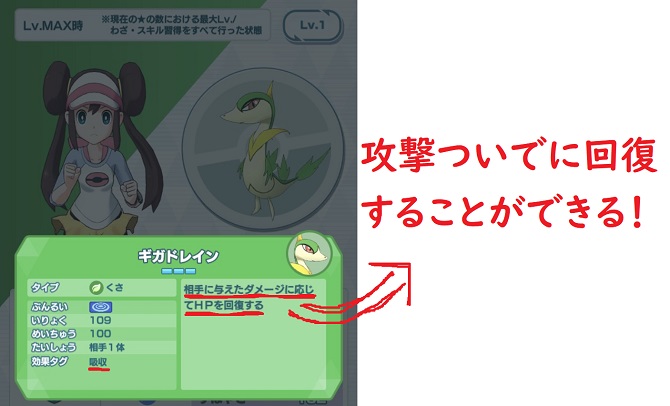 Lv.MAX時
※現在の★の数における最大Lv./
わざ・スキル習得をすべて行った状態
Lv.1
攻撃ついでに回復
することができる!
ギガドレイン
タイプ くさ
ぶんるい
いりょく 109
めいちゅう 100
たいしょう 相手1体
効果タグ 吸収
相手に与えたダメージに応じ
てHPを回復する